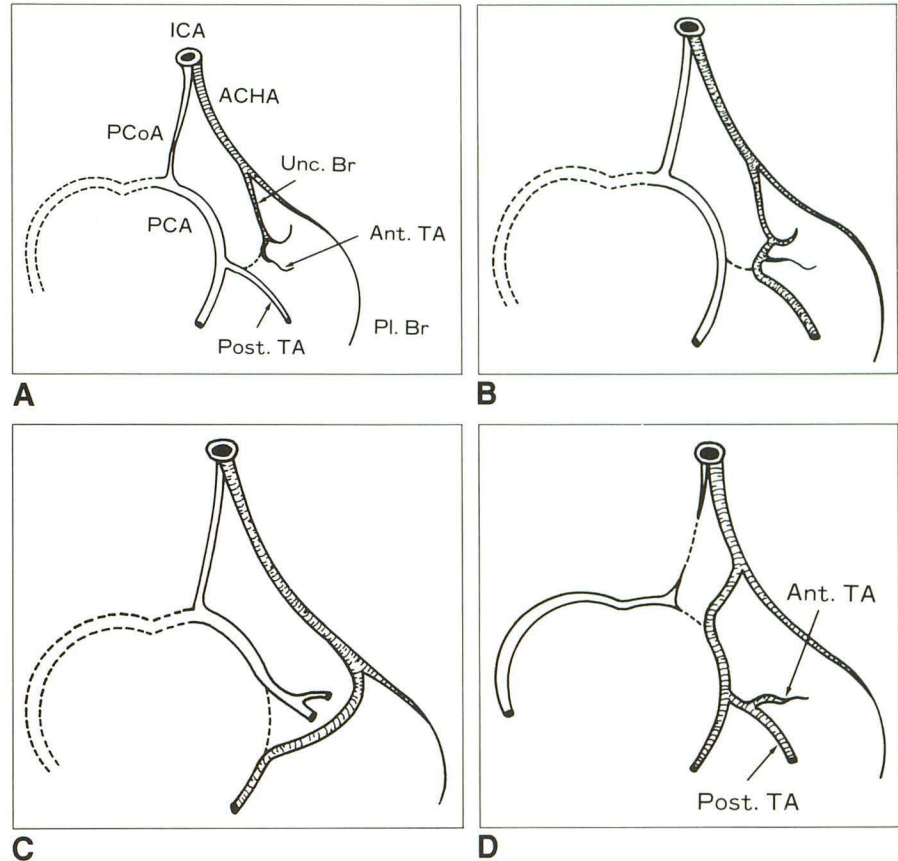 ICA
ACHA
PCoA
Unc. Br
PCA
Ant. TA
Pl. Br
Post. TA
A
B
Ant. TA
Post. TA
C
D